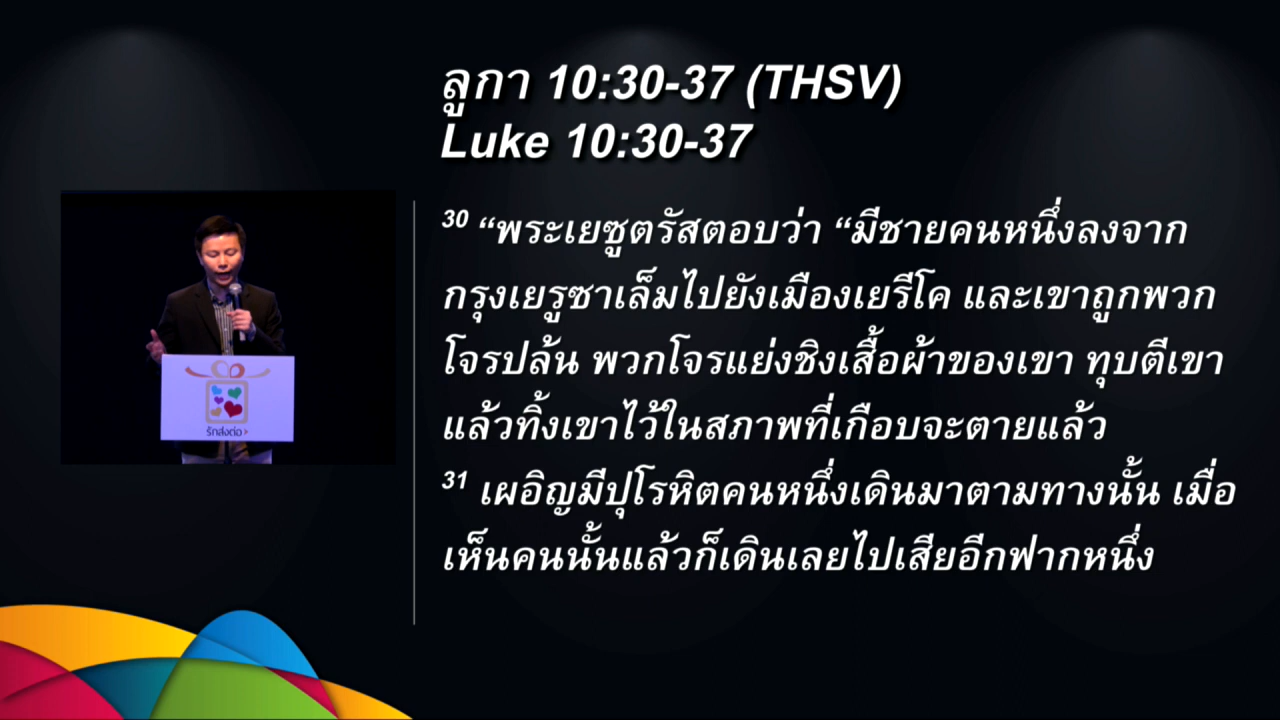 ลูกา 10:30-37 (THSV)
Luke 10:30-37
30 “พระเยซูตรัสตอบว่า “มีชายคนหนึ่งลงจาก
กรุงเยรูซาเล็มไปยังเมืองเยรีโค และเขาถูกพวก
โจรปล้น พวกโจรแย่งชิงเสื้อผ้าของเขา ทุบตีเขา
แล้วทิ้งเขาไว้ในสภาพที่เกือบจะตายแล้ว
31 เผอิญมีปุโรหิตคนหนึ่งเดินมาตามทางนั้น เมื่อ
เห็นคนนั้นแล้วก็เดินเลยไปเสียอีกฟากหนึ่ง
รักส่งต่อ>